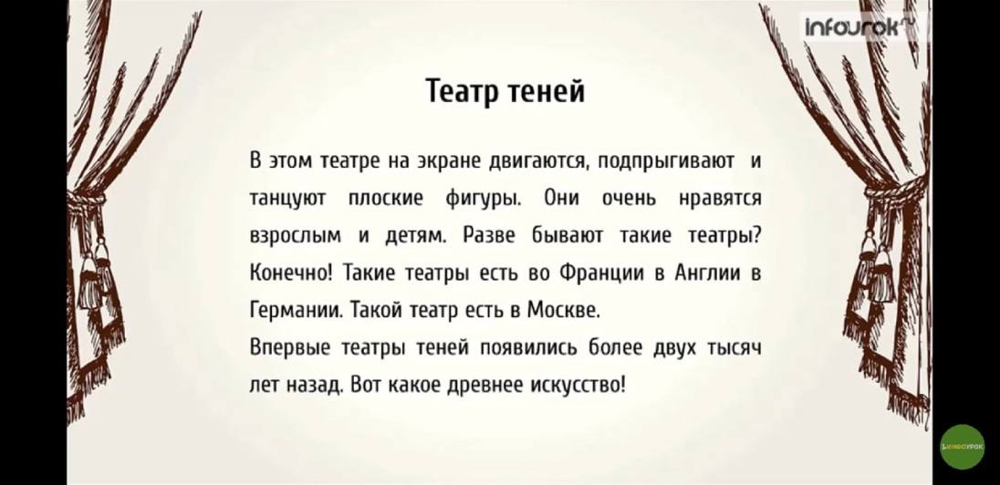 infourok ru
Театр теней
В этом театре на экране двигаются, подпрыгивают и
танцуют плоские фигуры. Они очень нравятся
взрослым и детям. Разве бывают такие театры?
Конечно! Такие театры есть во Франции в Англии в
Германии. Такой театр есть в Москве.
Впервые театры теней появились более двух тысяч
лет назад. Вот какое древнее искусство!